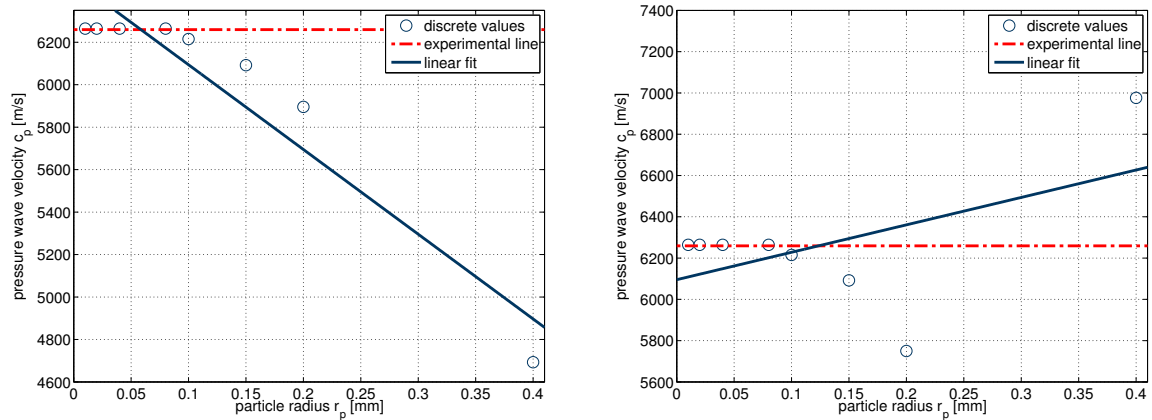 6200
6000
5800
5600
5400
5200
5000
4800
4600
pressure wave velocity c_p [m/s]
0 0.05 0.1 0.15 0.2 0.25 0.3 0.35 0.4
particle radius r_p [mm]
discrete values
experimental line
linear fit
7400
7200
7000
6800
6600
6400
6200
6000
5800
5600
pressure wave velocity c_p [m/s]
0 0.05 0.1 0.15 0.2 0.25 0.3 0.35 0.4
particle radius r_p [mm]
discrete values
experimental line
linear fit